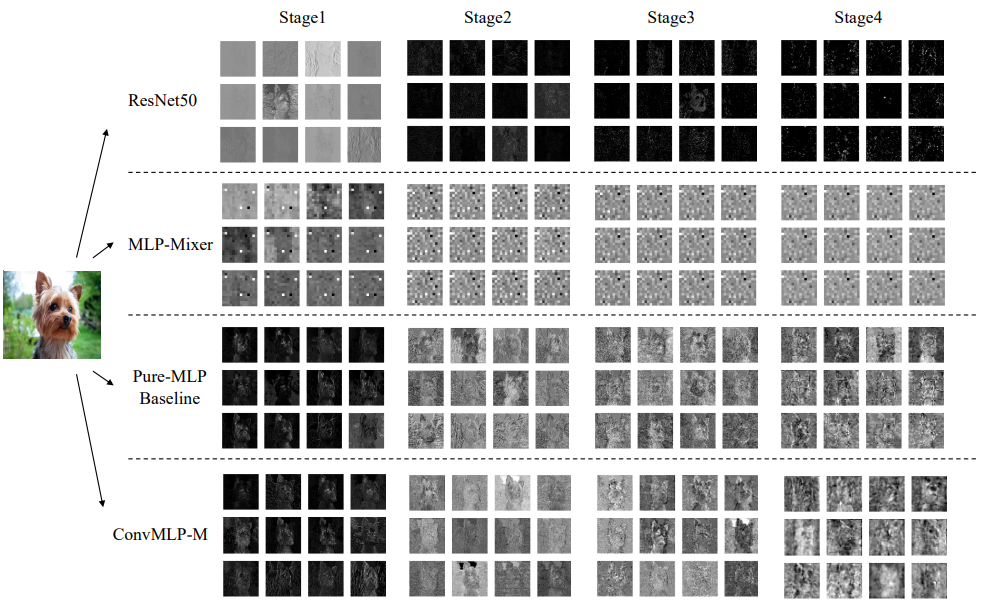 Stage1 Stage2 Stage3 Stage4
ResNet50
MLP-Mixer
Pure-MLP
Baseline
ConvMLP-M